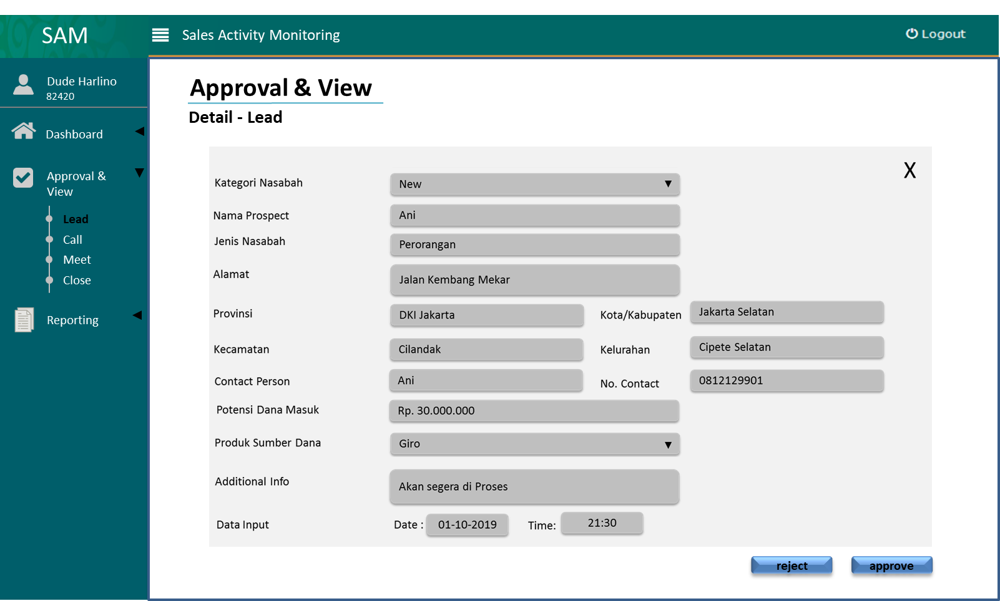 SAM
Sales Activity Monitoring
Logout
Dude Harlino
82420
Dashboard
Approval &
View
Lead
Call
Meet
Close
Reporting
Approval & View
Detail - Lead
X
Kategori Nasabah
New
Nama Prospect
Ani
Jenis Nasabah
Perorangan
Alamat
Jalan Kembang Mekar
Provinsi
DKI Jakarta
Kota/Kabupaten
Jakarta Selatan
Kecamatan
Cilandak
Kelurahan
Cipete Selatan
Contact Person
Ani
No. Contact
0812129901
Potensi Dana Masuk
Rp. 30.000.000
Produk Sumber Dana
Giro
Additional Info
Akan segera di Proses
Data Input
Date :
01-10-2019
Time:
21:30
reject
approve